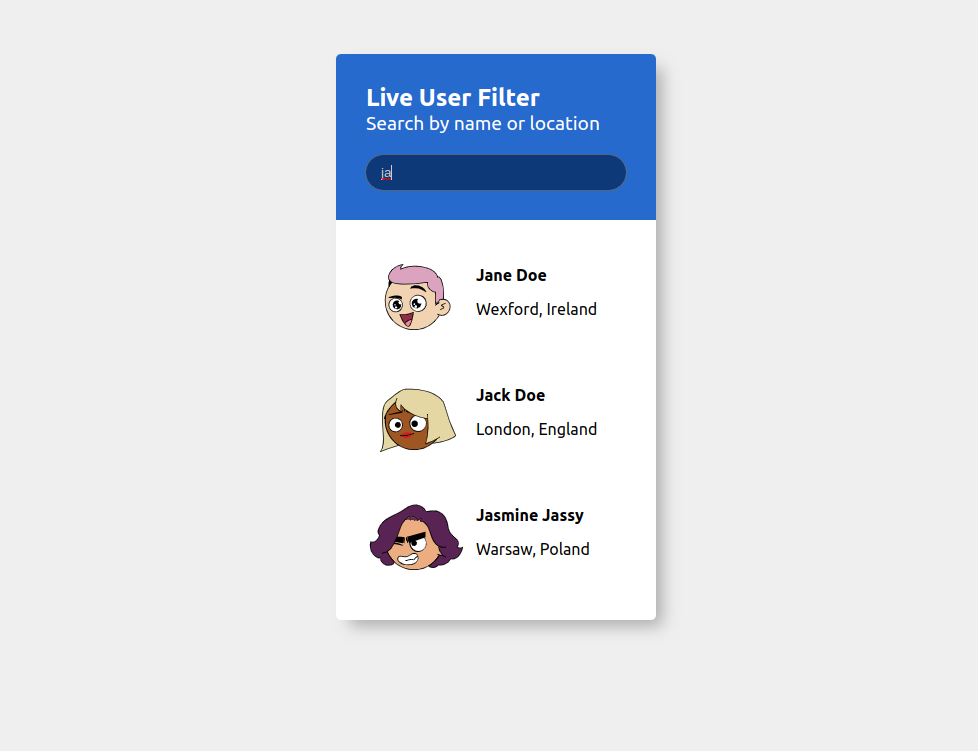 Live User Filter
Search by name or location
ja
Jane Doe
Wexford, Ireland
Jack Doe
London, England
Jasmine Jassy
Warsaw, Poland